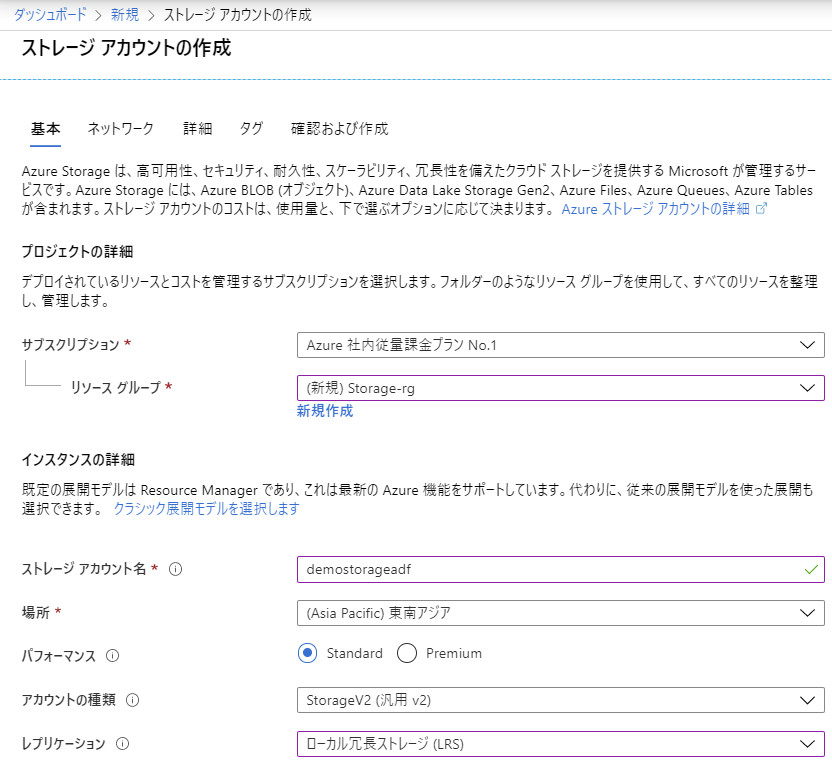 ダッシュボード > 新規 > ストレージ アカウントの作成
ストレージ アカウントの作成
基本 ネットワーク 詳細 タグ 確認および作成
Azure Storage は、高可用性、セキュリティ、耐久性、スケーラビリティ、冗長性を備えたクラウド ストレージを提供する Microsoft が管理するサー
ビスです。Azure Storage には、Azure BLOB (オブジェクト)、Azure Data Lake Storage Gen2、Azure Files、Azure Queues、Azure Tables
が含まれます。ストレージ アカウントのコストは、使用量と、下で選ぶオプションに応じて決まります。 Azure ストレージ アカウントの詳細
プロジェクトの詳細
デプロイされているリソースとコストを管理するサブスクリプションを選択します。フォルダーのようなリソース グループを使用して、すべてのリソースを整理
し、管理します。
サブスクリプション * Azure 社内従量課金プラン No.1
リソース グループ * (新規) Storage-rg
新規作成
インスタンスの詳細
既定の展開モデルは Resource Manager であり、これは最新の Azure 機能をサポートしています。代わりに、従来の展開モデルを使った展開も
選択できます。 クラシック展開モデルを選択します
ストレージ アカウント名 * demostorageadf
場所 * (Asia Pacific) 東南アジア
パフォーマンス Standard Premium
アカウントの種類 StorageV2 (汎用 v2)
レプリケーション ローカル冗長ストレージ (LRS)